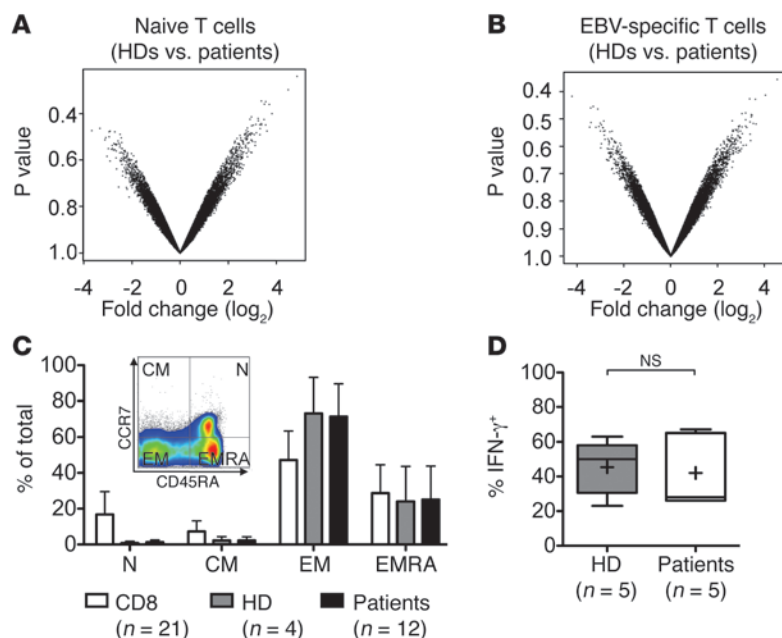 A
Naive T cells
(HDs vs. patients)
P value
0.4
0.6
0.8
1.0
-4 -2 0 2 4
Fold change (log2)
B
EBV-specific T cells
(HDs vs. patients)
P value
0.4
0.5
0.6
0.7
0.8
0.9
1.0
-4 -2 0 2 4
Fold change (log2)
C
% of total
100
80
60
40
20
0
CM N
CCR7
EM EMRA
CD45RA
N CM EM EMRA
CD8 HD Patients
(n = 21) (n = 4) (n = 12)
D
NS
% IFN-γ+
100
80
60
40
20
0
HD Patients
(n = 5) (n = 5)